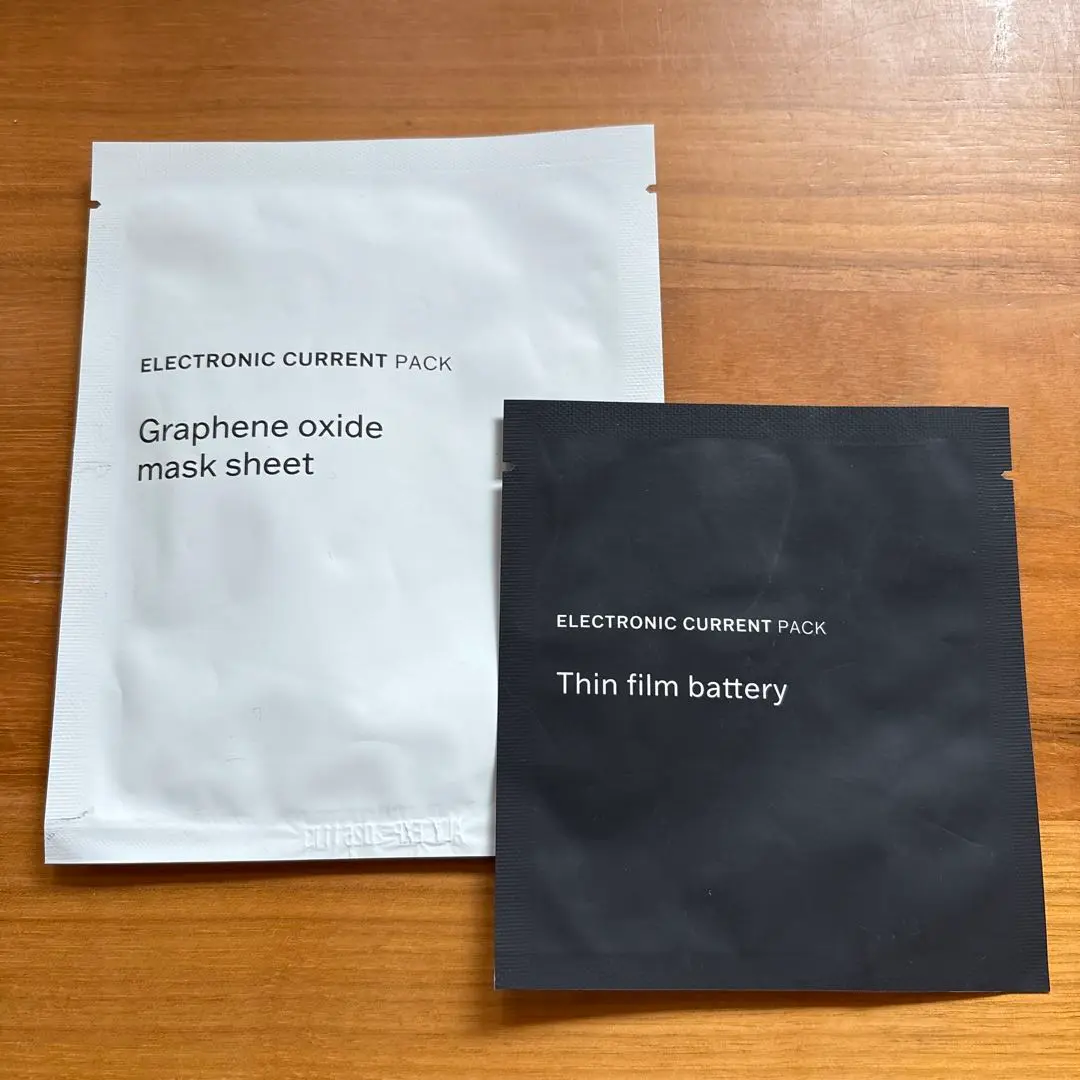 ELECTRONIC CURRENT PACK
Graphene oxide
mask sheet
ELECTRONIC CURRENT PACK
Thin film battery